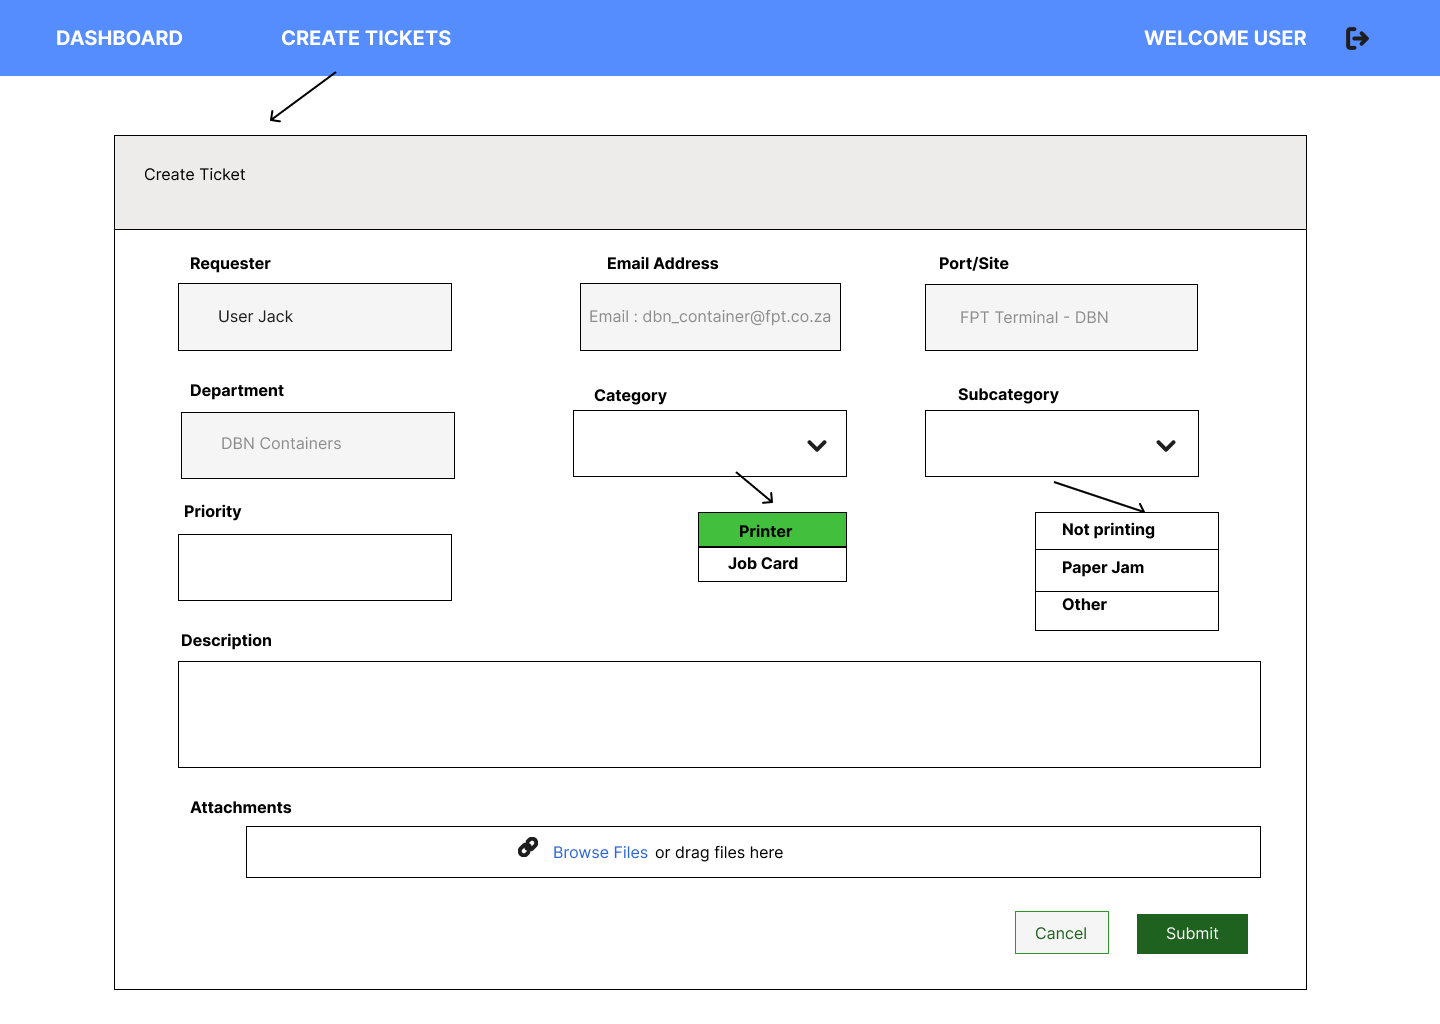 DASHBOARD
CREATE TICKETS
WELCOME USER
Create Ticket
Requester
Email Address
Port/Site
User Jack
Email : dbn_container@fpt.co.za
FPT Terminal - DBN
Department
Category
Subcategory
DBN Containers
Priority
Printer
Job Card
Not printing
Paper Jam
Other
Description
Attachments
Browse Files or drag files here
Cancel
Submit